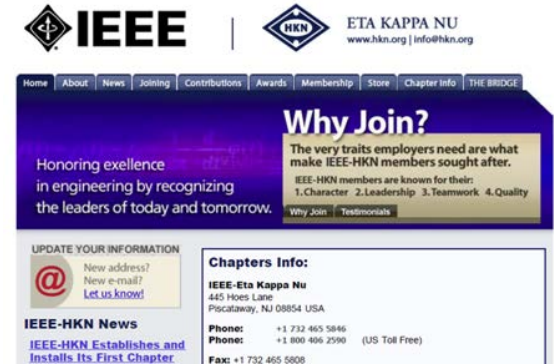 IEEE
HKN
ETA KAPPA NU
www.hkn.org | info@hkn.org
Home About News Joining Contributions Awards Membership Store Chapter Info THE BRIDGE
Honoring exellence
in engineering by recognizing
the leaders of today and tomorrow.
Why Join?
The very traits employers need are what
make IEEE-HKN members sought after.
IEEE-HKN members are known for their:
1.Character 2.Leadership 3.Teamwork 4.Quality
Why Join Testimonials
UPDATE YOUR INFORMATION
@
New address?
New e-mail?
Let us know!
IEEE-HKN News
IEEE-HKN Establishes and
Installs Its First Chapter
Chapters Info:
IEEE-Eta Kappa Nu
445 Hoes Lane
Piscataway, NJ 08854 USA
Phone: +1 732 465 5846
Phone: +1 800 406 2590 (US Toll Free)
Fax: +1 732 465 5808